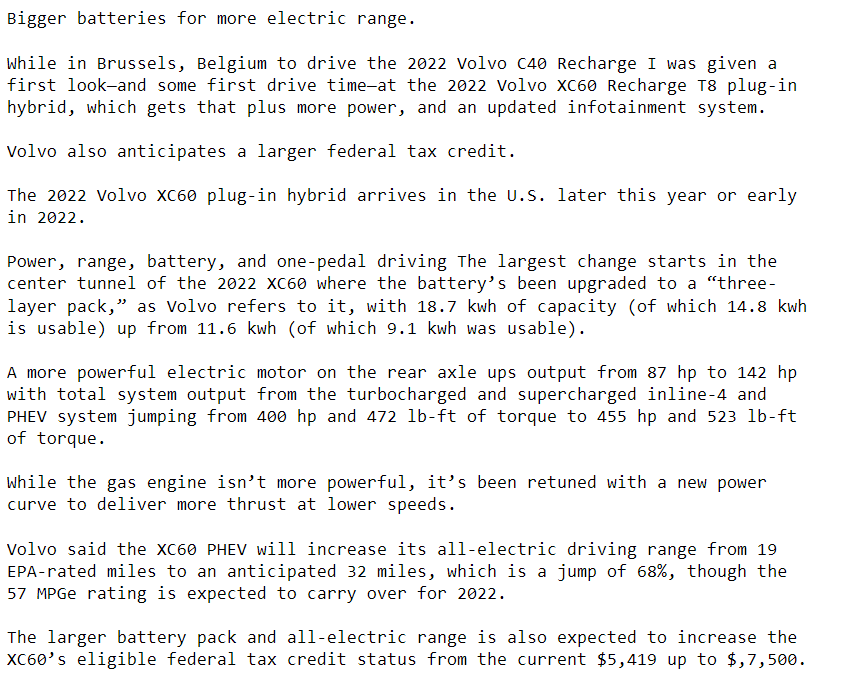 Bigger batteries for more electric range.
While in Brussels, Belgium to drive the 2022 Volvo C40 Recharge I was given a
first look—and some first drive time—at the 2022 Volvo XC60 Recharge T8 plug-in
hybrid, which gets that plus more power, and an updated infotainment system.
Volvo also anticipates a larger federal tax credit.
The 2022 Volvo XC60 plug-in hybrid arrives in the U.S. later this year or early
in 2022.
Power, range, battery, and one-pedal driving The largest change starts in the
center tunnel of the 2022 XC60 where the battery’s been upgraded to a “three-
layer pack,” as Volvo refers to it, with 18.7 kwh of capacity (of which 14.8 kwh
is usable) up from 11.6 kwh (of which 9.1 kwh was usable).
A more powerful electric motor on the rear axle ups output from 87 hp to 142 hp
with total system output from the turbocharged and supercharged inline-4 and
PHEV system jumping from 400 hp and 472 lb-ft of torque to 455 hp and 523 lb-ft
of torque.
While the gas engine isn’t more powerful, it’s been retuned with a new power
curve to deliver more thrust at lower speeds.
Volvo said the XC60 PHEV will increase its all-electric driving range from 19
EPA-rated miles to an anticipated 32 miles, which is a jump of 68%, though the
57 MPGe rating is expected to carry over for 2022.
The larger battery pack and all-electric range is also expected to increase the
XC60’s eligible federal tax credit status from the current $5,419 up to $,7,500.